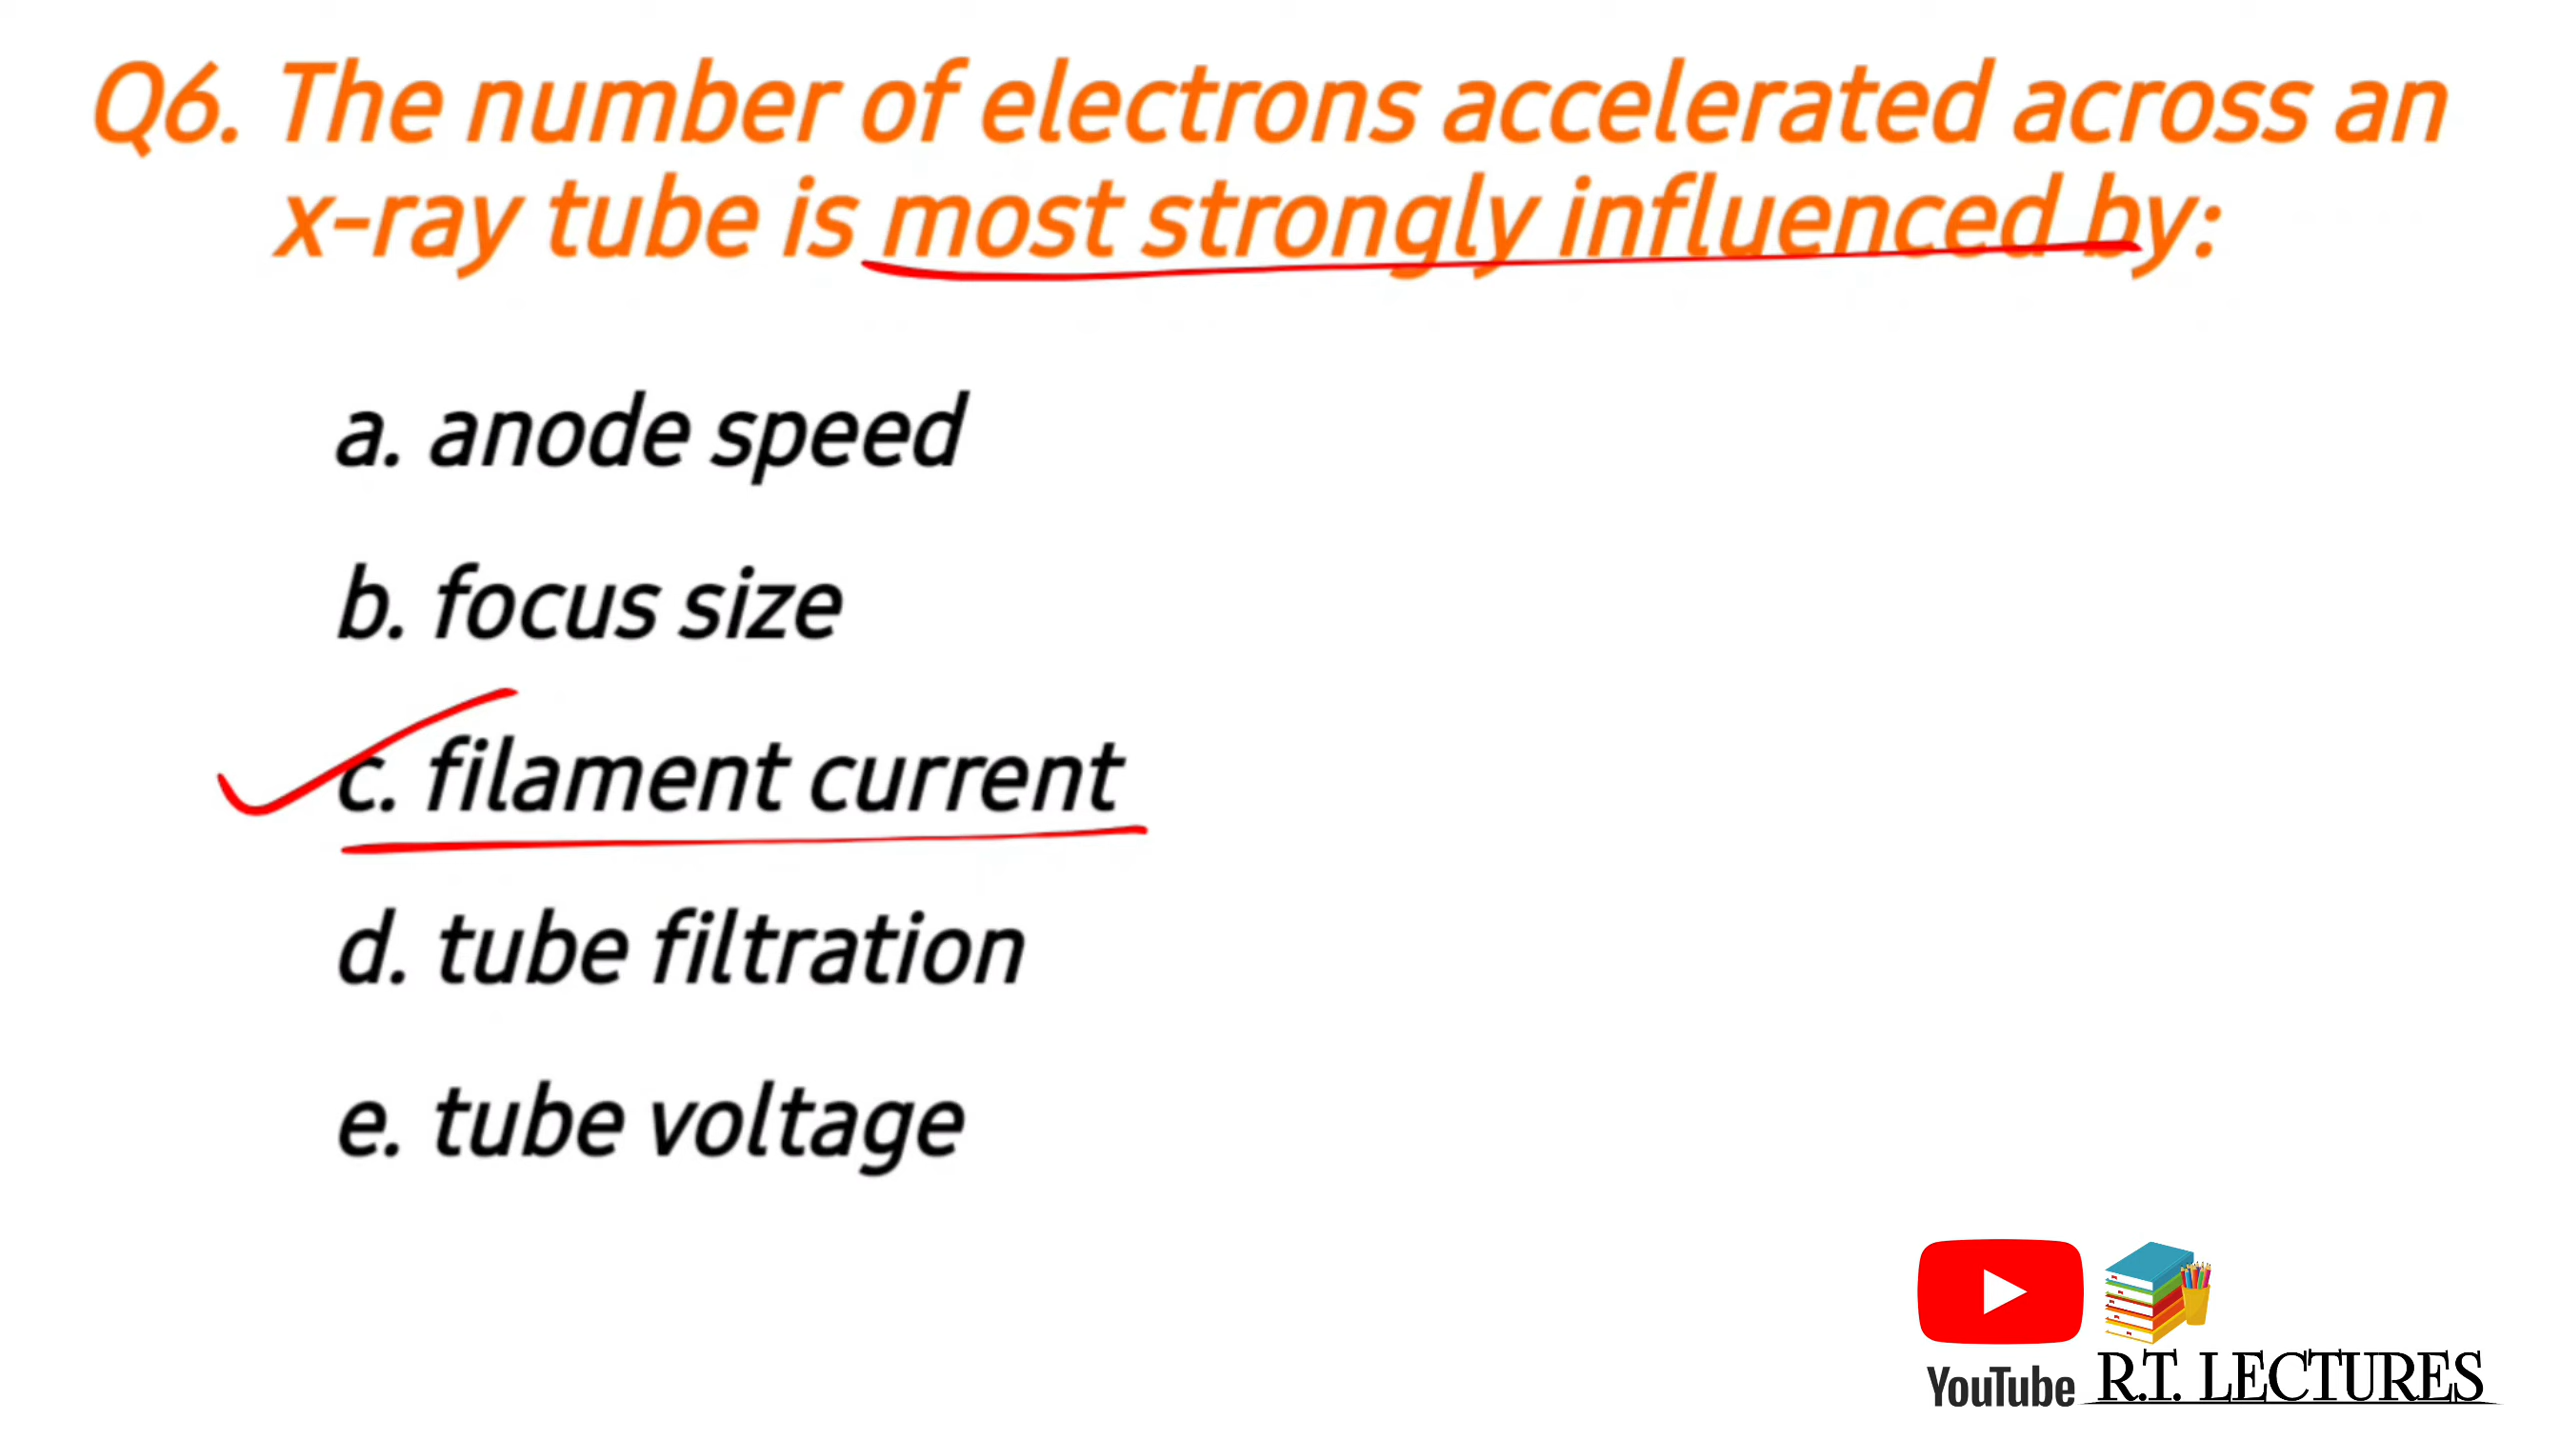 Q6. The number of electrons accelerated across an
x-ray tube is most strongly influenced by:
a. anode speed
b. focus size
c. filament current
d. tube filtration
e. tube voltage
YouTube R.T. LECTURES